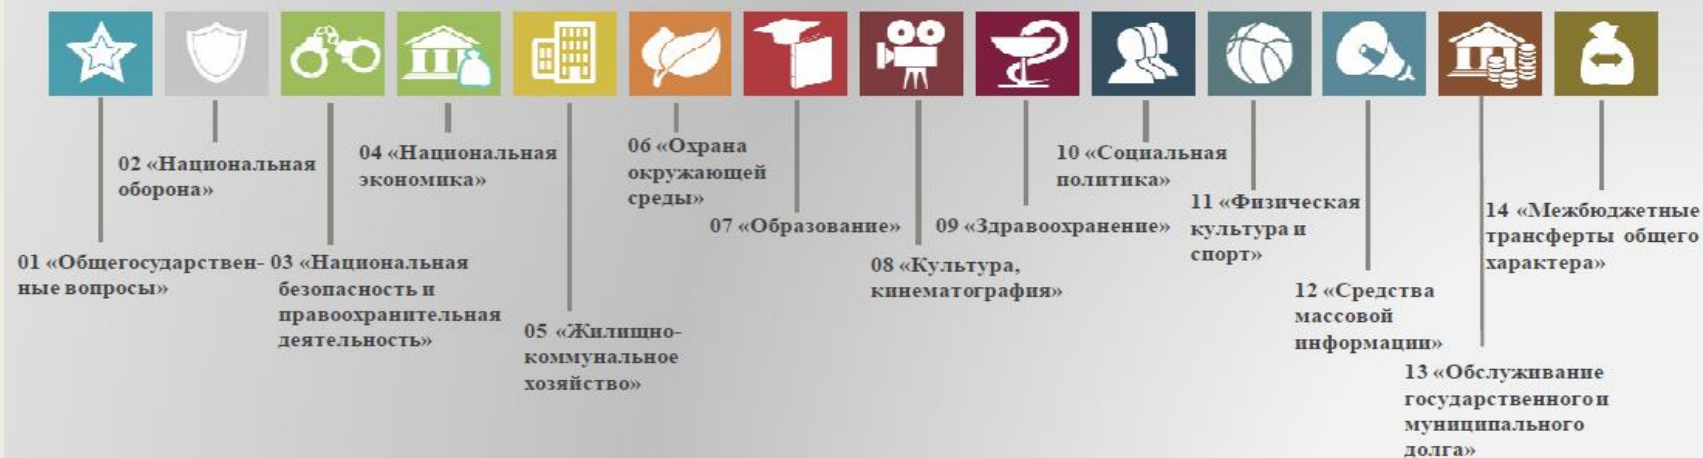 01 «Общегосударствен-
ные вопросы»
02 «Национальная
оборона»
03 «Национальная
безопасность и
правоохранительная
деятельность»
04 «Национальная
экономика»
05 «Жилищно-
коммунальное
хозяйство»
06 «Охрана
окружающей
среды»
07 «Образование»
08 «Культура,
кинематография»
09 «Здравоохранение»
10 «Социальная
политика»
11 «Физическая
культура и
спорт»
12 «Средства
массовой
информации»
13 «Обслуживание
государственного и
муниципального
долга»
14 «Межбюджетные
трансферты общего
характера»